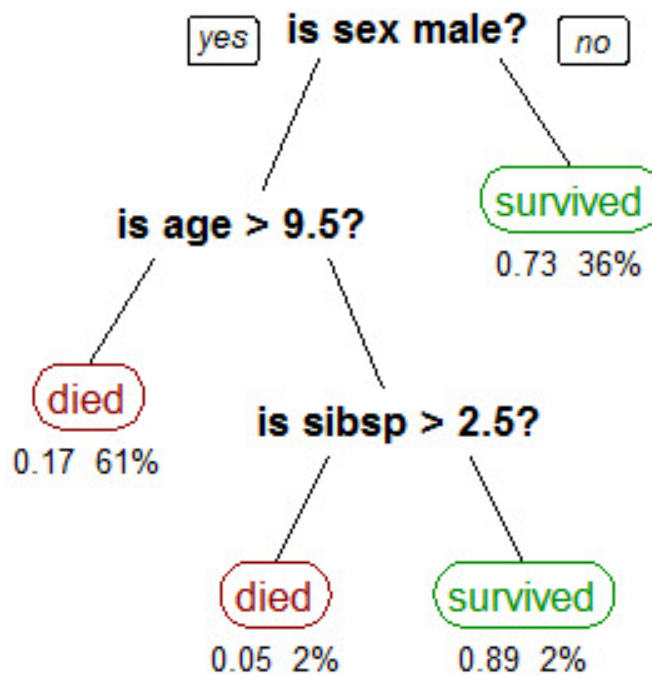 yes is sex male? no
survived
0.73 36%
is age > 9.5?
died
0.17 61%
is sibsp > 2.5?
died survived
0.05 2% 0.89 2%